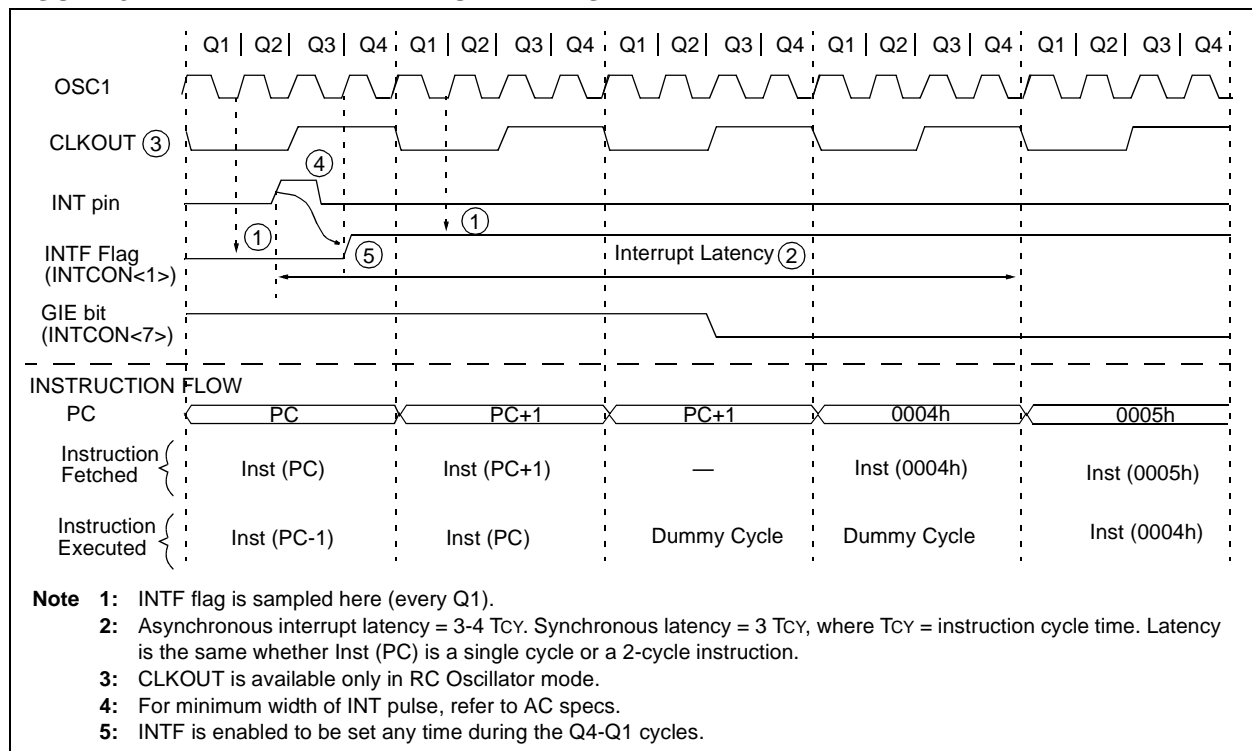 Q1 | Q2 | Q3 | Q4 Q1 | Q2 | Q3 | Q4 Q1 | Q2 | Q3 | Q4 Q1 | Q2 | Q3 | Q4 Q1 | Q2 | Q3 | Q4
OSC1
CLKOUT 3
4
INT pin
1
1
INTF Flag
(INTCON<1>)
5
Interrupt Latency 2
GIE bit
(INTCON<7>)
INSTRUCTION FLOW
PC PC PC+1 PC+1 0004h 0005h
Instruction
Fetched
Inst (PC) Inst (PC+1) — Inst (0004h) Inst (0005h)
Instruction
Executed
Inst (PC-1) Inst (PC) Dummy Cycle Dummy Cycle Inst (0004h)
Note 1: INTF flag is sampled here (every Q1).
2: Asynchronous interrupt latency = 3-4 TCY. Synchronous latency = 3 TCY, where TCY = instruction cycle time. Latency
is the same whether Inst (PC) is a single cycle or a 2-cycle instruction.
3: CLKOUT is available only in RC Oscillator mode.
4: For minimum width of INT pulse, refer to AC specs.
5: INTF is enabled to be set any time during the Q4-Q1 cycles.